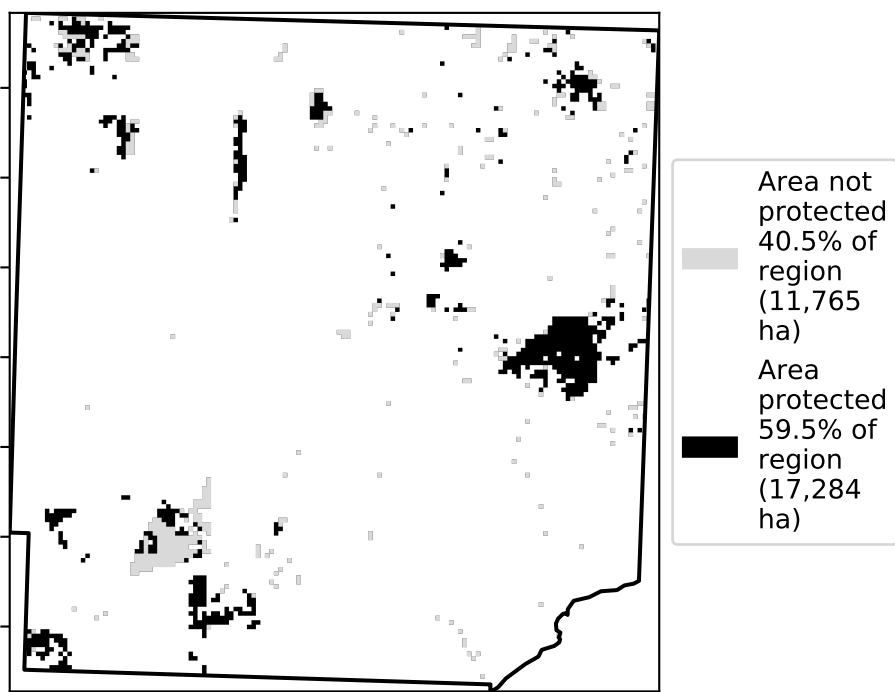 Area not
protected
40.5% of
region
(11,765
ha)
Area
protected
59.5% of
region
(17,284
ha)